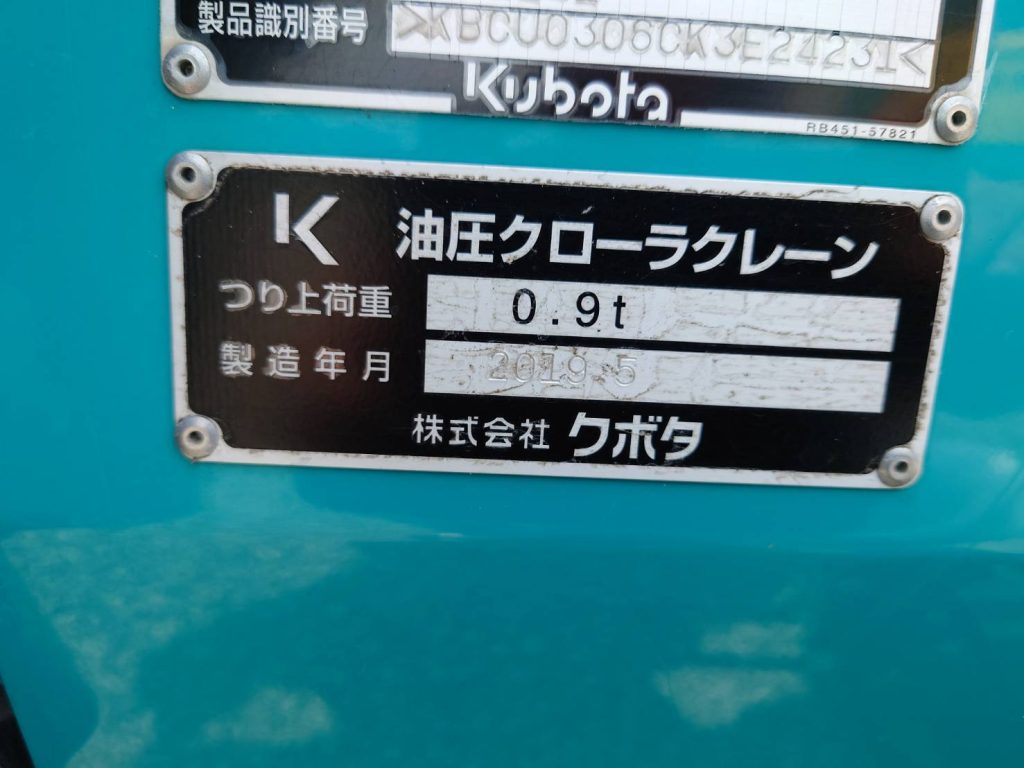 製品識別番号 *KBCU0306CK3E24231<
Kubota
RB451-57821
K 油圧クローラクレーン
つり上荷重 0.9t
製造年月 2019 5
株式会社 クボタ